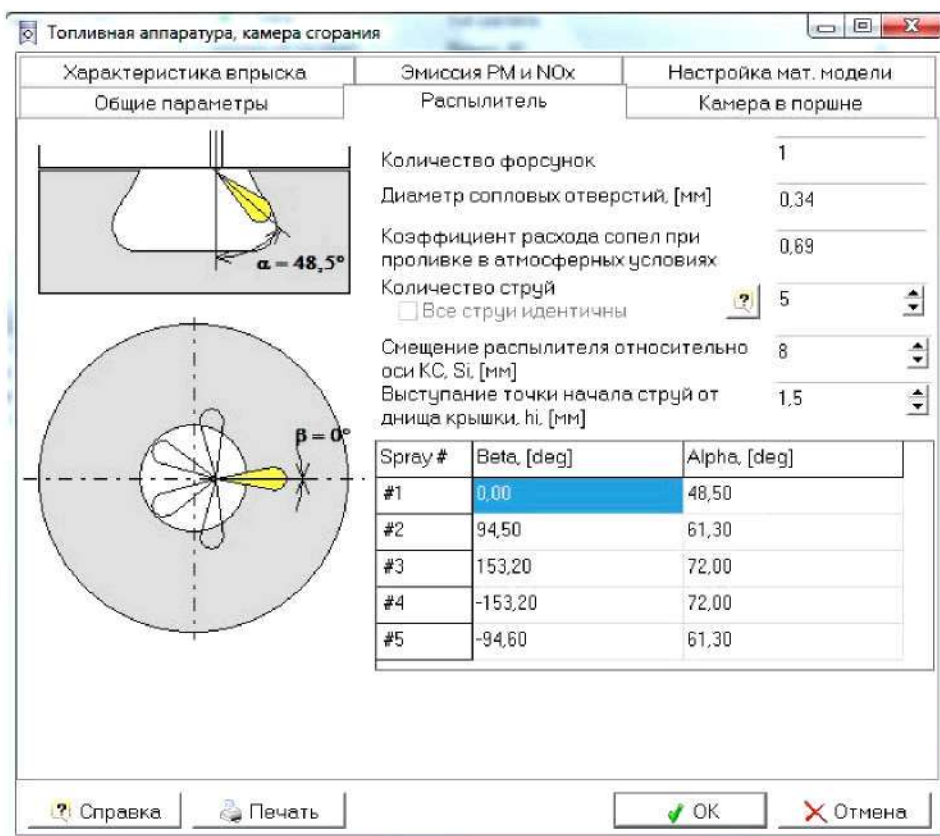 Топливная аппаратура, камера сгорания
Характеристика впрыска
Эмиссия PM и NOx
Настройка мат. модели
Общие параметры
Распылитель
Камера в поршне
α = 48,5°
β = 0°
Количество форсунок
1
Диаметр сопловых отверстий, [мм]
0,34
Коэффициент расхода сопел при
проливке в атмосферных условиях
0,69
Количество струй
5
Все струи идентичны
Смещение распылителя относительно
оси КС, Si, [мм]
8
Выступание точки начала струй от
днища крышки, hi, [мм]
1,5
Spray # Beta, [deg] Alpha, [deg]
#1 0,00 48,50
#2 94,50 61,30
#3 153,20 72,00
#4 -153,20 72,00
#5 -94,60 61,30
Справка
Печать
OK
Отмена